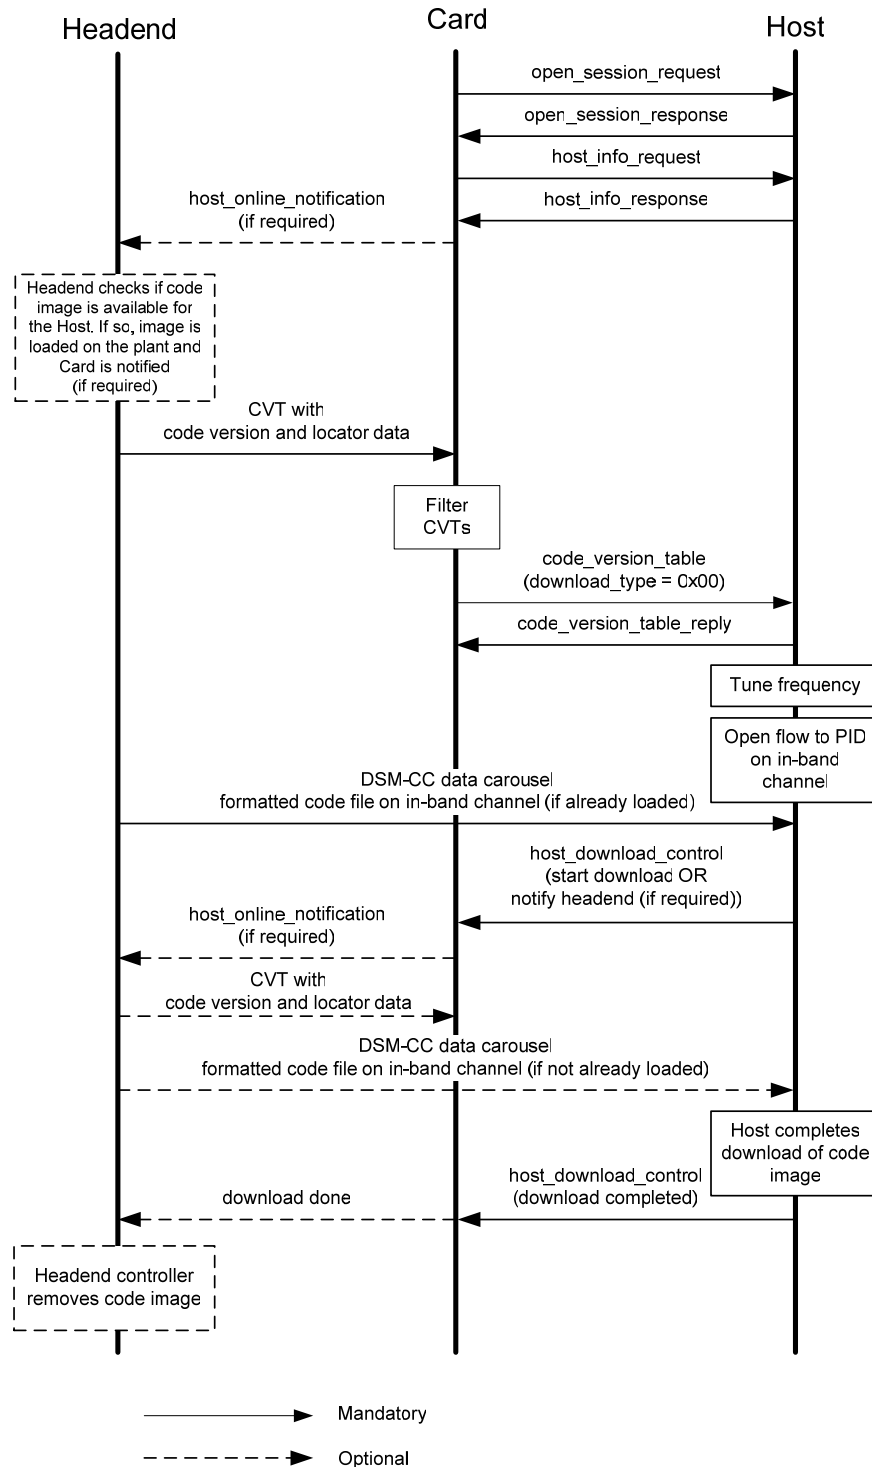 Headend
Card
Host
open_session_request
open_session_response
host_info_request
host_info_response
host_online_notification
(if required)
Headend checks if code
image is available for
the Host. If so, image is
loaded on the plant and
Card is notified
(if required)
CVT with
code version and locator data
Filter
CVTs
code_version_table
(download_type = 0x00)
code_version_table_reply
Tune frequency
Open flow to PID
on in-band
channel
DSM-CC data carousel
formatted code file on in-band channel (if already loaded)
host_download_control
(start download OR
notify headend (if required))
host_online_notification
(if required)
CVT with
code version and locator data
DSM-CC data carousel
formatted code file on in-band channel (if not already loaded)
Host completes
download of code
image
host_download_control
(download completed)
download done
Headend controller
removes code image
Mandatory
Optional